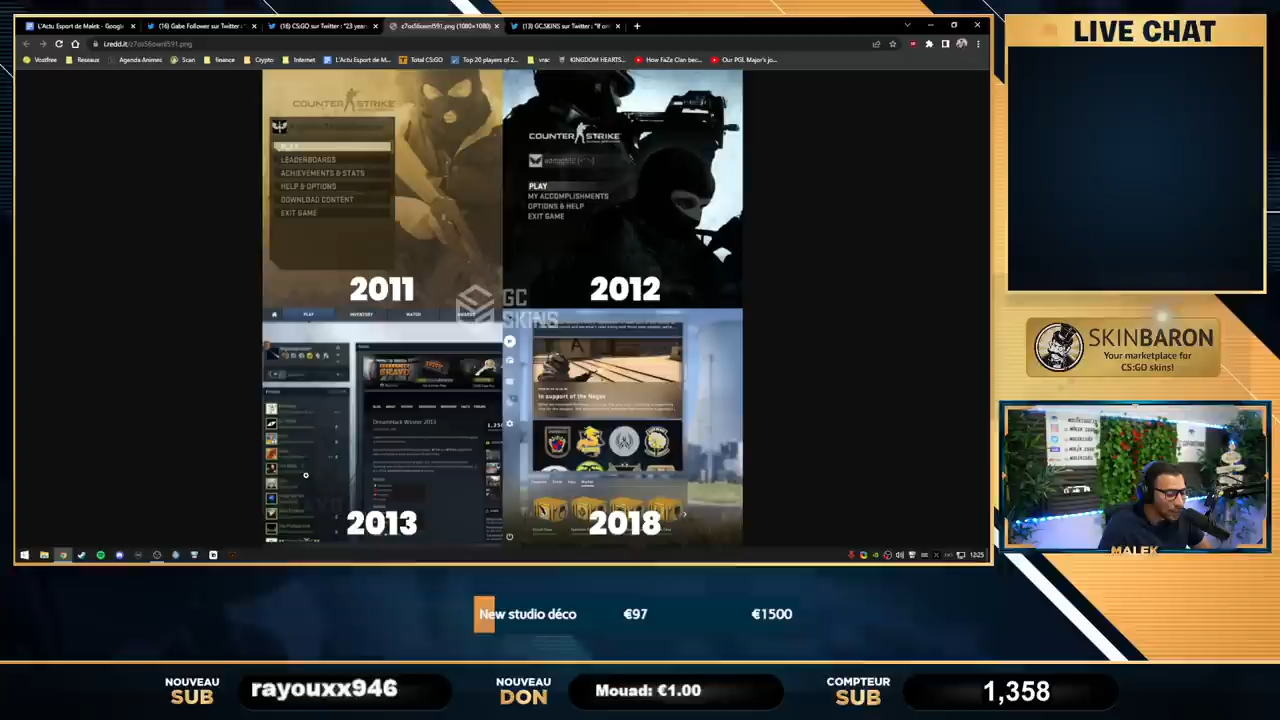 L'Actu Esport de Malek - Google
(16) Gabe Follower sur Twitter : "
(16) CS:GO sur Twitter : "23 year
z7os56ownf591.png (1080×1080)
(13) GC.SKINS sur Twitter : "If on
i.redd.it/z7os56ownf591.png
Vostfree
Reseaux
Agenda Animes
Scan
finance
Crypto
Internet
L'Actu Esport de M...
Total CS:GO
Top 20 players of 2...
vrac
KINGDOM HEARTS...
How FaZe Clan bec...
Our PGL Major's jo...
COUNTER STRIKE
PLAY
LEADERBOARDS
ACHIEVEMENTS & STATS
HELP & OPTIONS
DOWNLOAD CONTENT
EXIT GAME
2011
COUNTER STRIKE
PLAY
MY ACCOMPLISHMENTS
OPTIONS & HELP
EXIT GAME
2012
GC
SKINS
PLAY
INVENTORY
WATCH
AWARDS
DreamHack Winter 2013
2013
In support of the Negev
2018
12:25
LIVE CHAT
SKINBARON
Your marketplace for
CS:GO skins!
MALEK
New studio déco €97 €1500
NOUVEAU
SUB
rayouxx946
NOUVEAU
DON
Mouad: €1.00
COMPTEUR
SUB
1,358